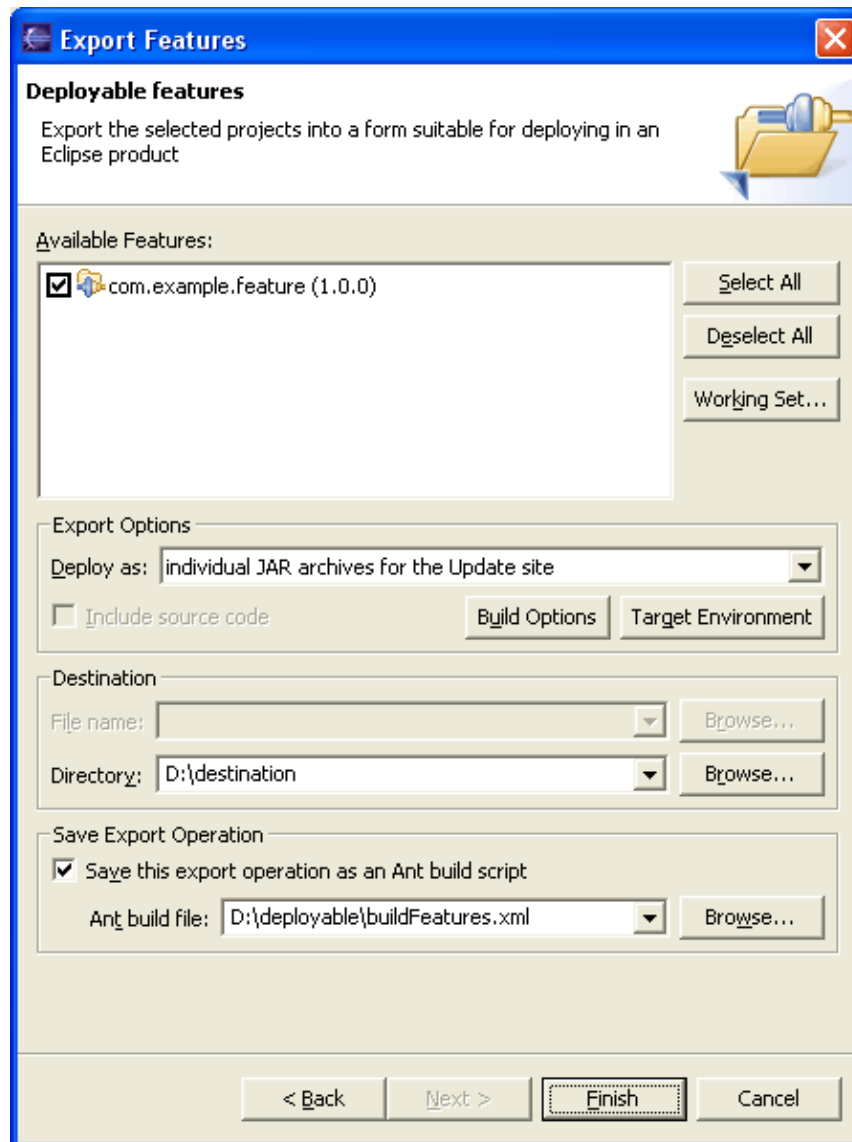 Export Features
Deployable features
Export the selected projects into a form suitable for deploying in an
Eclipse product
Available Features:
com.example.feature (1.0.0)
Select All
Deselect All
Working Set...
Export Options
Deploy as: individual JAR archives for the Update site
Include source code Build Options Target Environment
Destination
File name: Browse...
Directory: D:\destination Browse...
Save Export Operation
Save this export operation as an Ant build script
Ant build file: D:\deployable\buildFeatures.xml Browse...
< Back Next > Finish Cancel